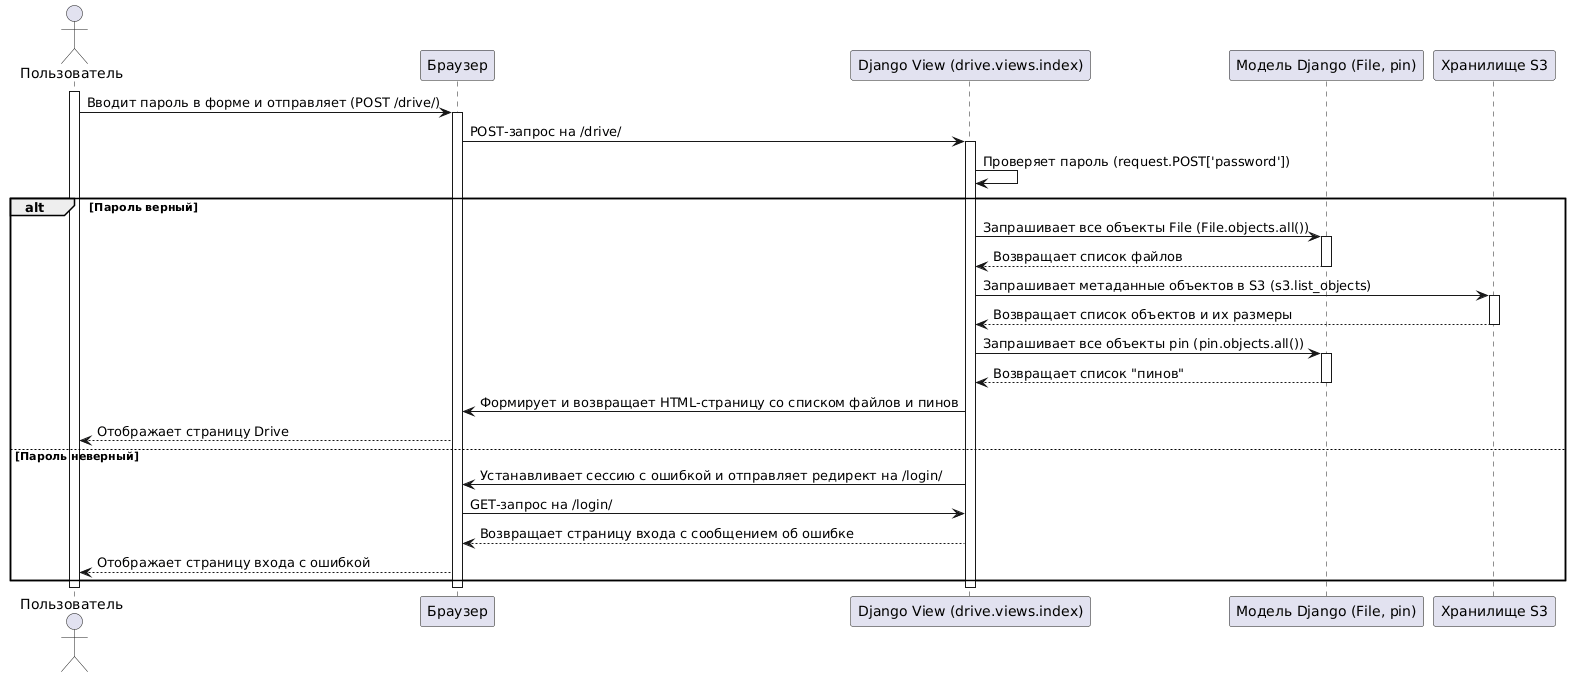 Пользователь
Браузер
Django View (drive.views.index)
Модель Django (File, pin)
Хранилище S3
Вводит пароль в форме и отправляет (POST /drive/)
POST-запрос на /drive/
Проверяет пароль (request.POST['password'])
alt
[Пароль верный]
Запрашивает все объекты File (File.objects.all())
Возвращает список файлов
Запрашивает метаданные объектов в S3 (s3.list_objects)
Возвращает список объектов и их размеры
Запрашивает все объекты pin (pin.objects.all())
Возвращает список "пинов"
Формирует и возвращает HTML-страницу со списком файлов и пинов
Отображает страницу Drive
[Пароль неверный]
Устанавливает сессию с ошибкой и отправляет редирект на /login/
GET-запрос на /login/
Возвращает страницу входа с сообщением об ошибке
Отображает страницу входа с ошибкой
Пользователь
Браузер
Django View (drive.views.index)
Модель Django (File, pin)
Хранилище S3